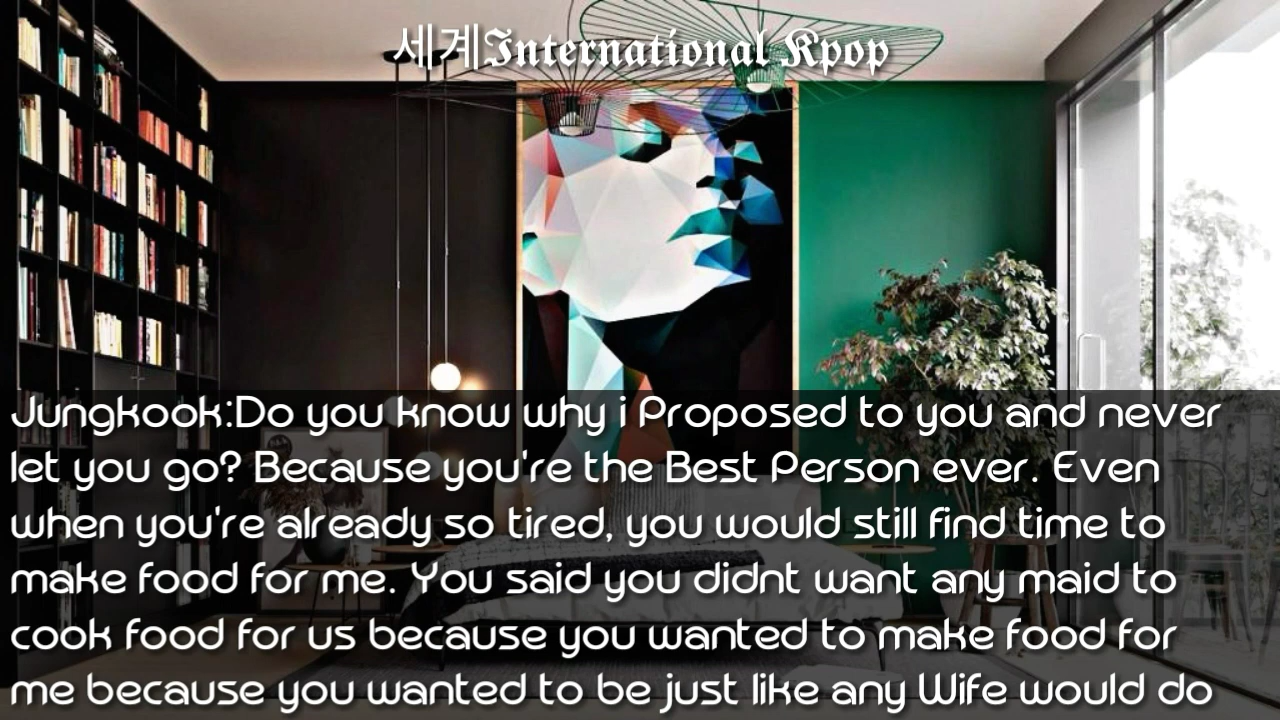 세계International Kpop
Jungkook:Do you know why i Proposed to you and never
let you go? Because you're the Best Person ever. Even
when you're already so tired, you would still find time to
make food for me. You said you didnt want any maid to
cook food for us because you wanted to make food for
me because you wanted to be just like any Wife would do